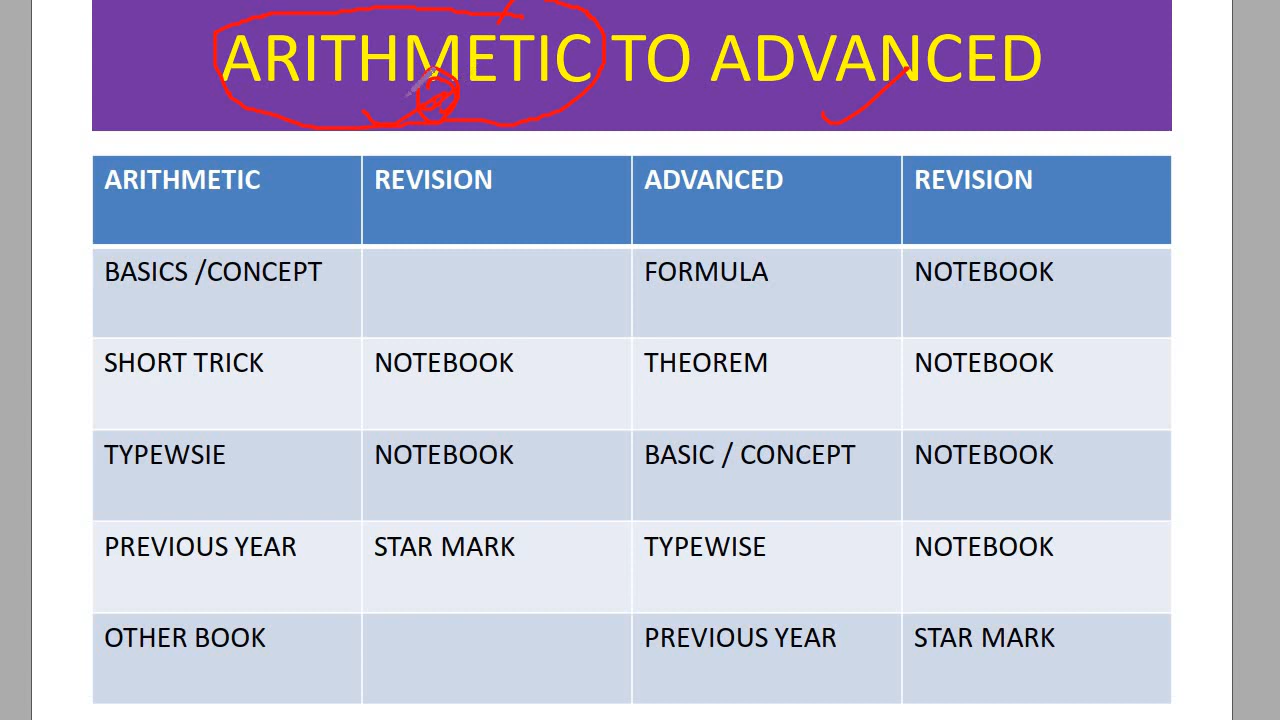 ARITHMETIC TO ADVANCED
ARITHMETIC REVISION ADVANCED REVISION
BASICS /CONCEPT FORMULA NOTEBOOK
SHORT TRICK NOTEBOOK THEOREM NOTEBOOK
TYPEWSIE NOTEBOOK BASIC / CONCEPT NOTEBOOK
PREVIOUS YEAR STAR MARK TYPEWISE NOTEBOOK
OTHER BOOK PREVIOUS YEAR STAR MARK